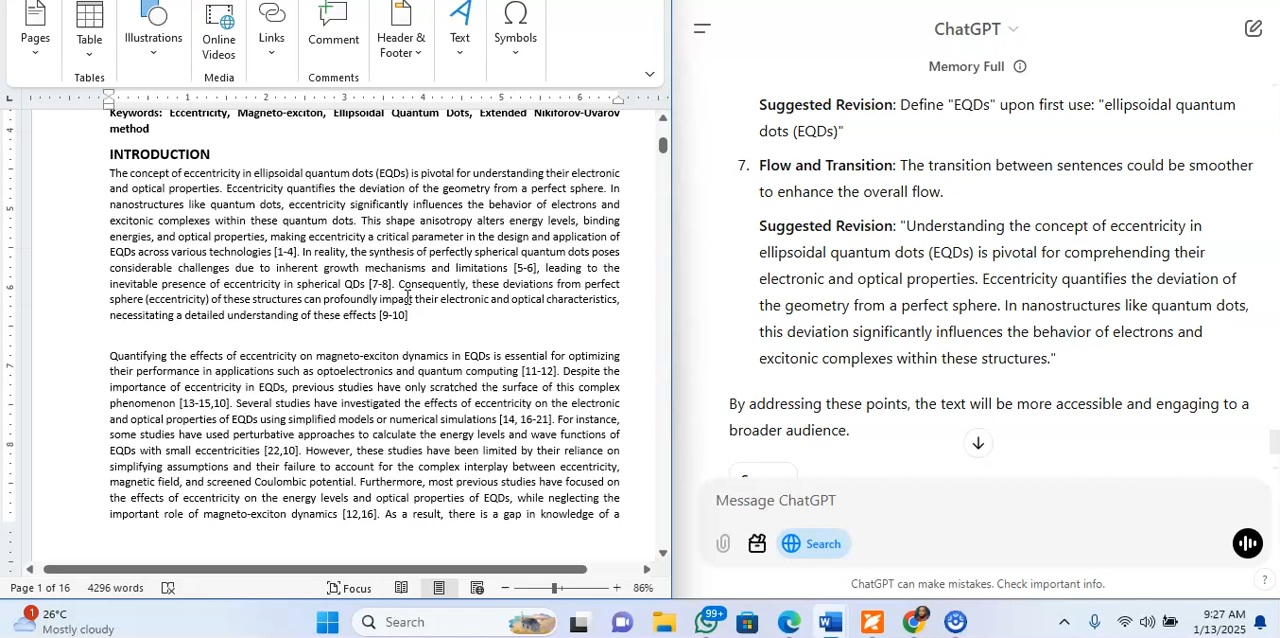 Pages
Table
Illustrations
Online
Videos
Links
Comment
Header &
Footer
Text
Symbols
Tables
Media
Comments
1
2
3
4
5
6
4
5
6
7
8
Keywords: Eccentricity, Magneto-exciton, Ellipsoidal Quantum Dots, Extended Nikiforov-Uvarov
method
INTRODUCTION
The concept of eccentricity in ellipsoidal quantum dots (EQDs) is pivotal for understanding their electronic
and optical properties. Eccentricity quantifies the deviation of the geometry from a perfect sphere. In
nanostructures like quantum dots, eccentricity significantly influences the behavior of electrons and
excitonic complexes within these quantum dots. This shape anisotropy alters energy levels, binding
energies, and optical properties, making eccentricity a critical parameter in the design and application of
EQDs across various technologies [1-4]. In reality, the synthesis of perfectly spherical quantum dots poses
considerable challenges due to inherent growth mechanisms and limitations [5-6], leading to the
inevitable presence of eccentricity in spherical QDs [7-8]. Consequently, these deviations from perfect
sphere (eccentricity) of these structures can profoundly impact their electronic and optical characteristics,
necessitating a detailed understanding of these effects [9-10]
Quantifying the effects of eccentricity on magneto-exciton dynamics in EQDs is essential for optimizing
their performance in applications such as optoelectronics and quantum computing [11-12]. Despite the
importance of eccentricity in EQDs, previous studies have only scratched the surface of this complex
phenomenon [13-15,10]. Several studies have investigated the effects of eccentricity on the electronic
and optical properties of EQDs using simplified models or numerical simulations [14, 16-21]. For instance,
some studies have used perturbative approaches to calculate the energy levels and wave functions of
EQDs with small eccentricities [22,10]. However, these studies have been limited by their reliance on
simplifying assumptions and their failure to account for the complex interplay between eccentricity,
magnetic field, and screened Coulombic potential. Furthermore, most previous studies have focused on
the effects of eccentricity on the energy levels and optical properties of EQDs, while neglecting the
important role of magneto-exciton dynamics [12,16]. As a result, there is a gap in knowledge of a
Page 1 of 16
4296 words
Focus
86%
ChatGPT
Memory Full
Suggested Revision: Define "EQDs" upon first use: "ellipsoidal quantum
dots (EQDs)"
7. Flow and Transition: The transition between sentences could be smoother
to enhance the overall flow.
Suggested Revision: "Understanding the concept of eccentricity in
ellipsoidal quantum dots (EQDs) is pivotal for comprehending their
electronic and optical properties. Eccentricity quantifies the deviation of
the geometry from a perfect sphere. In nanostructures like quantum dots,
this deviation significantly influences the behavior of electrons and
excitonic complexes within these structures."
By addressing these points, the text will be more accessible and engaging to a
broader audience.
Message ChatGPT
Search
ChatGPT can make mistakes. Check important info.
?
1
26°C
Mostly cloudy
Search
99+
9:27 AM
1/13/2025